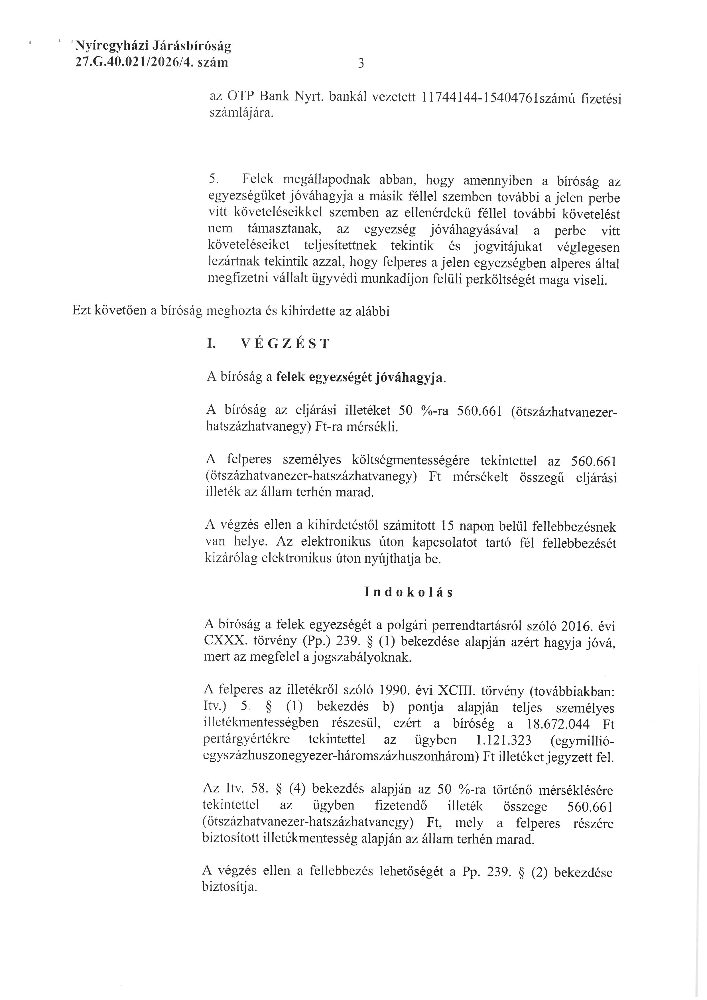 Nyíregyházi Járásbíróság
27.G.40.021/2026/4. szám
3
az OTP Bank Nyrt. bankál vezetett 11744144-15404761számú fizetési
számlájára.
5. Felek megállapodnak abban, hogy amennyiben a bíróság az
egyezségüket jóváhagyja a másik féllel szemben további a jelen perbe
vitt követeléseikkel szemben az ellenérdekű féllel további követelést
nem támasztanak, az egyezség jóváhagyásával a perbe vitt
követeléseiket teljesítettnek tekintik és jogvitájukat véglegesen
lezártnak tekintik azzal, hogy felperes a jelen egyezségben alperes által
megfizetni vállalt ügyvédi munkadíjon felüli perköltségét maga viseli.
Ezt követően a bíróság meghozta és kihirdette az alábbi
I. V É G Z É S T
A bíróság a felek egyezségét jóváhagyja.
A bíróság az eljárási illetéket 50 %-ra 560.661 (ötszázhatvanezer-
hatszázhatvanegy) Ft-ra mérsékli.
A felperes személyes költségmentességére tekintettel az 560.661
(ötszázhatvanezer-hatszázhatvanegy) Ft mérsékelt összegű eljárási
illeték az állam terhén marad.
A végzés ellen a kihirdetéstől számított 15 napon belül fellebbezésnek
van helye. Az elektronikus úton kapcsolatot tartó fél fellebbezését
kizárólag elektronikus úton nyújthatja be.
I n d o k o l á s
A bíróság a felek egyezségét a polgári perrendtartásról szóló 2016. évi
CXXX. törvény (Pp.) 239. § (1) bekezdése alapján azért hagyja jóvá,
mert az megfelel a jogszabályoknak.
A felperes az illetékről szóló 1990. évi XCIII. törvény (továbbiakban:
Itv.) 5. § (1) bekezdés b) pontja alapján teljes személyes
illetékmentességben részesül, ezért a bíróség a 18.672.044 Ft
pertárgyértékre tekintettel az ügyben 1.121.323 (egymillió-
egyszázhuszonegyezer-háromszázhuszonhárom) Ft illetéket jegyzett fel.
Az Itv. 58. § (4) bekezdés alapján az 50 %-ra történő mérséklésére
tekintettel az ügyben fizetendő illeték összege 560.661
(ötszázhatvanezer-hatszázhatvanegy) Ft, mely a felperes részére
biztosított illetékmentesség alapján az állam terhén marad.
A végzés ellen a fellebbezés lehetőségét a Pp. 239. § (2) bekezdése
biztosítja.